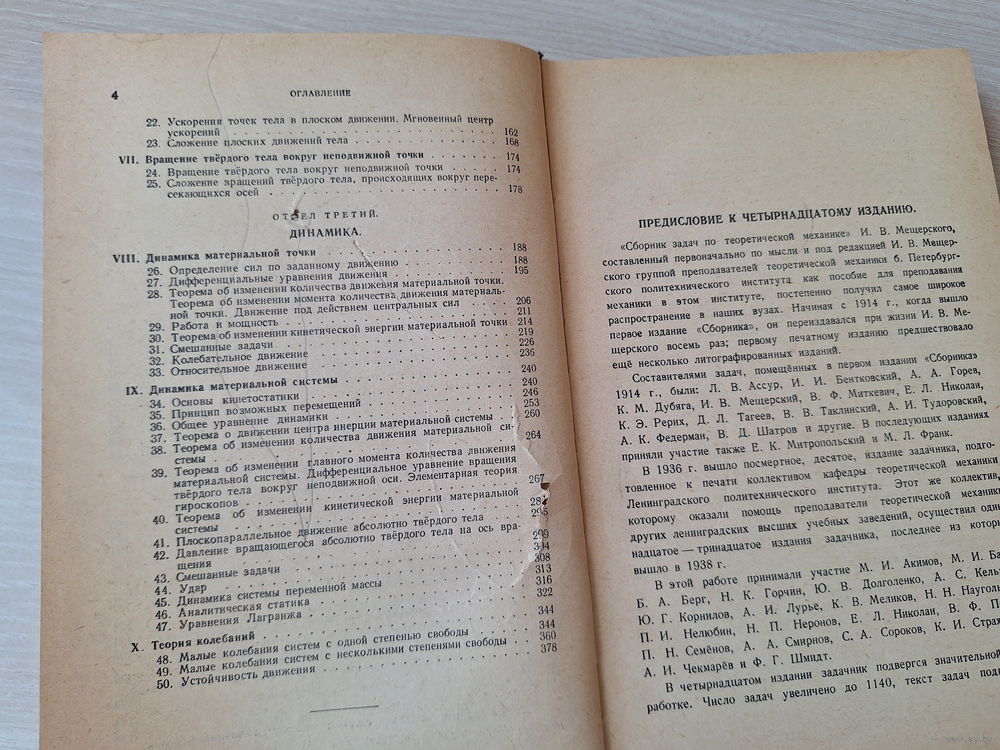 4
ОГЛАВЛЕНИЕ
22. Ускорения точек тела в плоском движении. Мгновенный центр
ускорений . . . 162
23. Сложение плоских движений тела . . . 168
VII. Вращение твёрдого тела вокруг неподвижной точки . . . 174
24. Вращение твёрдого тела вокруг неподвижной точки . . . 174
25. Сложение вращений твёрдого тела, происходящих вокруг пере-
секающихся осей . . . 178
ОТДЕЛ ТРЕТИЙ.
ДИНАМИКА.
VIII. Динамика материальной точки . . . 188
26. Определение сил по заданному движению . . . 188
27. Дифференциальные уравнения движения . . . 195
28. Теорема об изменении количества движения материальной точки.
Теорема об изменении момента количества движения материаль-
ной точки. Движение под действием центральных сил . . . 206
29. Работа и мощность . . . 211
30. Теорема об изменении кинетической энергии материальной точки 214
31. Смешанные задачи . . . 219
32. Колебательное движение . . . 226
33. Относительное движение . . . 236
IX. Динамика материальной системы . . . 240
34. Основы кинетостатики . . . 240
35. Принцип возможных перемещений . . . 246
36. Общее уравнение динамики . . . 253
37. Теорема о движении центра инерции материальной системы . . . 260
38. Теорема об изменении количества движения материальной си-
стемы . . . 264
39. Теорема об изменении главного момента количества движения
материальной системы. Дифференциальное уравнение вращения
твёрдого тела вокруг неподвижной оси. Элементарная теория
гироскопов . . . 267
40. Теорема об изменении кинетической энергии материальной
системы . . .
41. Плоскопараллельное движение абсолютно твёрдого тела . . . 295
42. Давление вращающегося абсолютно твёрдого тела на ось вра-
щения . . . 299
43. Смешанные задачи . . . 304
44. Удар . . . 308
45. Динамика системы переменной массы . . . 313
46. Аналитическая статика . . . 316
47. Уравнения Лагранжа . . . 322
X. Теория колебаний . . . 344
48. Малые колебания систем с одной степенью свободы . . . 344
49. Малые колебания систем с несколькими степенями свободы . . . 360
50. Устойчивость движения . . . 378
ПРЕДИСЛОВИЕ К ЧЕТЫРНАДЦАТОМУ ИЗДАНИЮ.
«Сборник задач по теоретической механике» И. В. Мещерского,
составленный первоначально по мысли и под редакцией И. В. Мещер-
ского группой преподавателей теоретической механики б. Петербург-
ского политехнического института как пособие для преподавания
механики в этом институте, постепенно получил самое широкое
распространение в наших вузах. Начиная с 1914 г., когда вышло
первое издание «Сборника», он переиздавался при жизни И. В. Ме-
щерского восемь раз; первому печатному изданию предшествовало
ещё несколько литографированных изданий.
Составителями задач, помещённых в первом издании «Сборника»
1914 г., были: Л. В. Ассур, И. И. Бентковский, А. А. Горев,
К. М. Дубяга, И. В. Мещерский, В. Ф. Миткевич, Е. Л. Николаи,
К. Э. Рерих, Д. Л. Тагеев, В. В. Таклинский, А. И. Тудоровский,
А. К. Федерман, В. Д. Шатров и другие. В последующих изданиях
приняли участие также Е. К. Митропольский и М. Л. Франк.
В 1936 г. вышло посмертное, десятое, издание задачника, подго-
товленное к печати коллективом кафедры теоретической механики
Ленинградского политехнического института. Этот же коллектив,
которому оказали помощь преподаватели теоретической механи
других ленинградских высших учебных заведений, осуществил один
надцатое — тринадцатое издания задачника, последнее из которы
вышло в 1938 г.
В этой работе принимали участие М. И. Акимов, М. И. Ба
Б. А. Берг, Н. К. Горчин, Ю. В. Долголенко, А. С. Кельз
Ю. Г. Корнилов, А. И. Лурье, К. В. Меликов, Н. Н. Науголь
П. И. Нелюбин, Н. П. Неронов, Е. Л. Николаи, В. Ф. П
П. Н. Семёнов, А. А. Смирнов, С. А. Сороков, К. И. Страх
А. И. Чекмарёв и Ф. Г. Шмидт.
В четырнадцатом издании задачник подвергся значительной
работке. Число задач увеличено до 1140, текст задач подв
www.ay.by